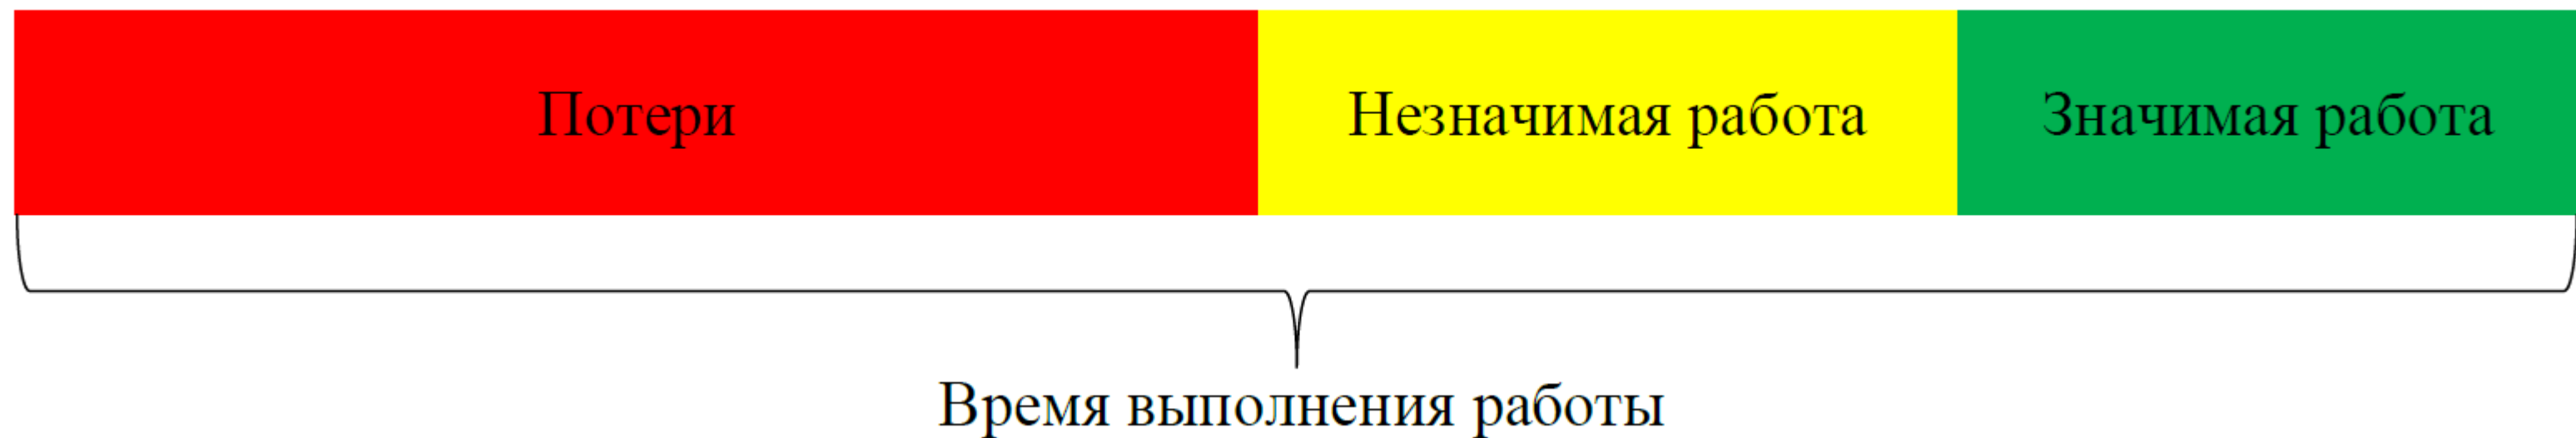 Потери
Незначимая работа
Значимая работа
Время выполнения работы